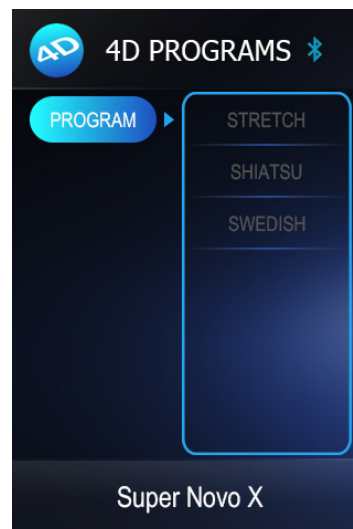 4D 4D PROGRAMS
PROGRAM
STRETCH
SHIATSU
SWEDISH
Super Novo X